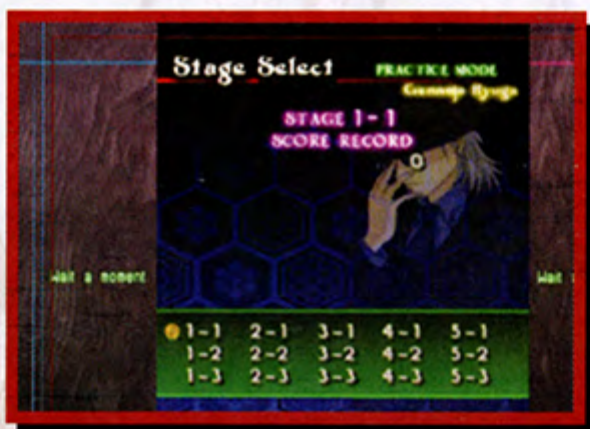 Stage Select
PRACTICE MODE
STAGE 1-1
SCORE RECORD
0
Wait a moment
Wait
1-1 2-1 3-1 4-1 5-1
1-2 2-2 3-2 4-2 5-2
1-3 2-3 3-3 4-3 5-3